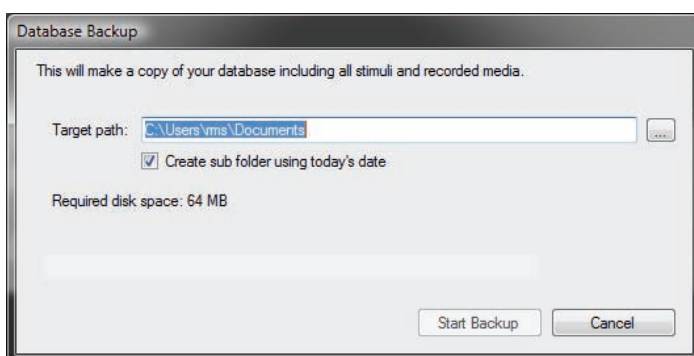 Database Backup
This will make a copy of your database including all stimuli and recorded media.
Target path: C:\Users\rms\Documents ...
Create sub folder using today's date
Required disk space: 64 MB
Start Backup Cancel